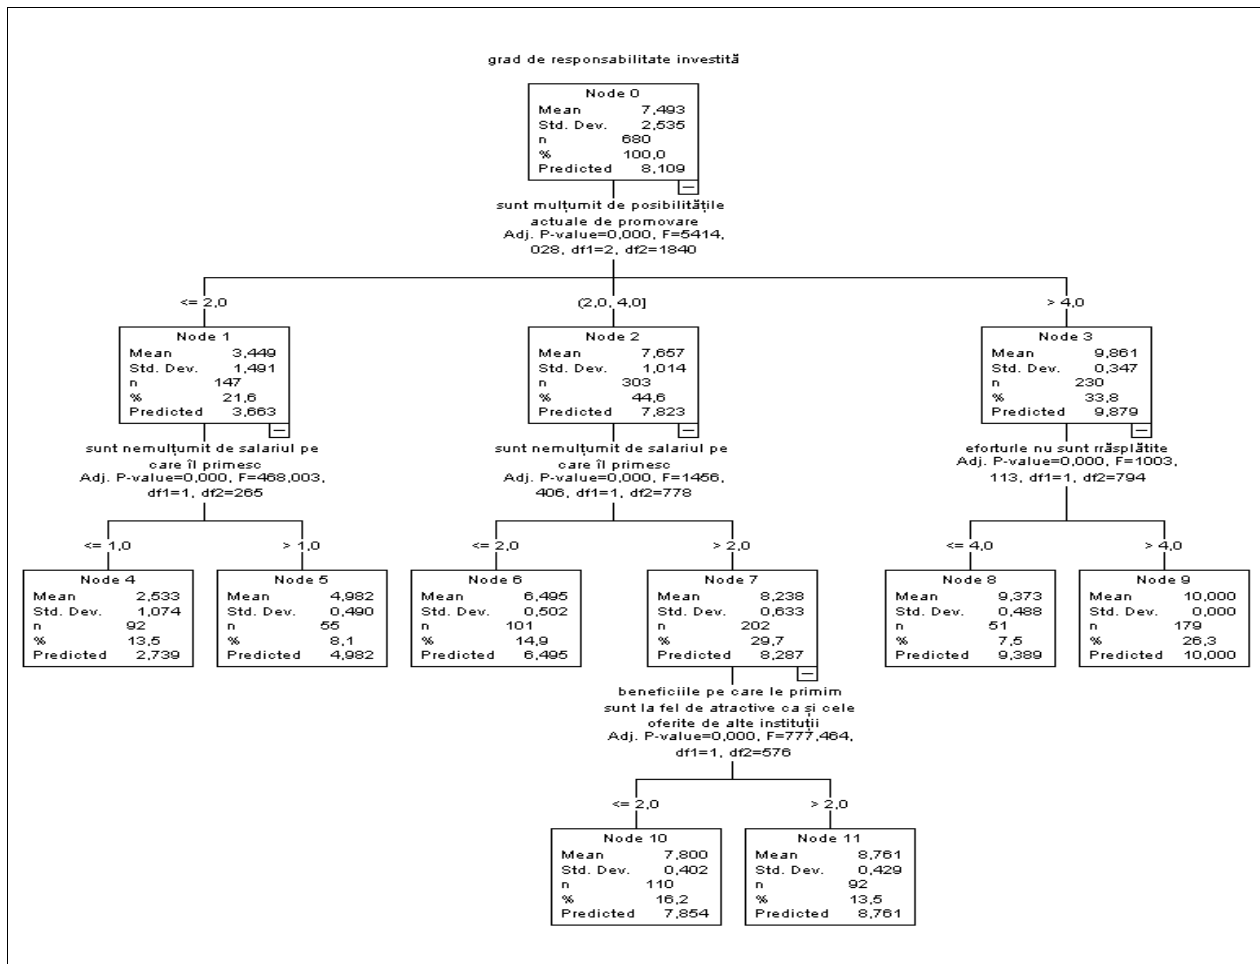 grad de responsabilitate investită
Node 0
Mean 7,493
Std. Dev. 2,535
n 680
% 100,0
Predicted 8,109
sunt mulțumit de posibilitățile
actuale de promovare
Adj. P-value=0,000, F=5414,
028, df1=2, df2=1840
<= 2,0
(2,0, 4,0]
> 4,0
Node 1
Mean 3,449
Std. Dev. 1,491
n 147
% 21,6
Predicted 3,663
Node 2
Mean 7,657
Std. Dev. 1,014
n 303
% 44,6
Predicted 7,823
Node 3
Mean 9,861
Std. Dev. 0,347
n 230
% 33,8
Predicted 9,879
sunt nemulțumit de salariul pe
care îl primesc
Adj. P-value=0,000, F=468,003,
df1=1, df2=265
sunt nemulțumit de salariul pe
care îl primesc
Adj. P-value=0,000, F=1456,
406, df1=1, df2=778
eforturle nu sunt rrăsplătite
Adj. P-value=0,000, F=1003,
113, df1=1, df2=794
<= 1,0
> 1,0
<= 2,0
> 2,0
<= 4,0
> 4,0
Node 4
Mean 2,533
Std. Dev. 1,074
n 92
% 13,5
Predicted 2,739
Node 5
Mean 4,982
Std. Dev. 0,490
n 55
% 8,1
Predicted 4,982
Node 6
Mean 6,495
Std. Dev. 0,502
n 101
% 14,9
Predicted 6,495
Node 7
Mean 8,238
Std. Dev. 0,633
n 202
% 29,7
Predicted 8,287
Node 8
Mean 9,373
Std. Dev. 0,488
n 51
% 7,5
Predicted 9,389
Node 9
Mean 10,000
Std. Dev. 0,000
n 179
% 26,3
Predicted 10,000
beneficiile pe care le primim
sunt la fel de atractive ca și cele
oferite de alte instituții
Adj. P-value=0,000, F=777,464,
df1=1, df2=576
<= 2,0
> 2,0
Node 10
Mean 7,800
Std. Dev. 0,402
n 110
% 16,2
Predicted 7,854
Node 11
Mean 8,761
Std. Dev. 0,429
n 92
% 13,5
Predicted 8,761